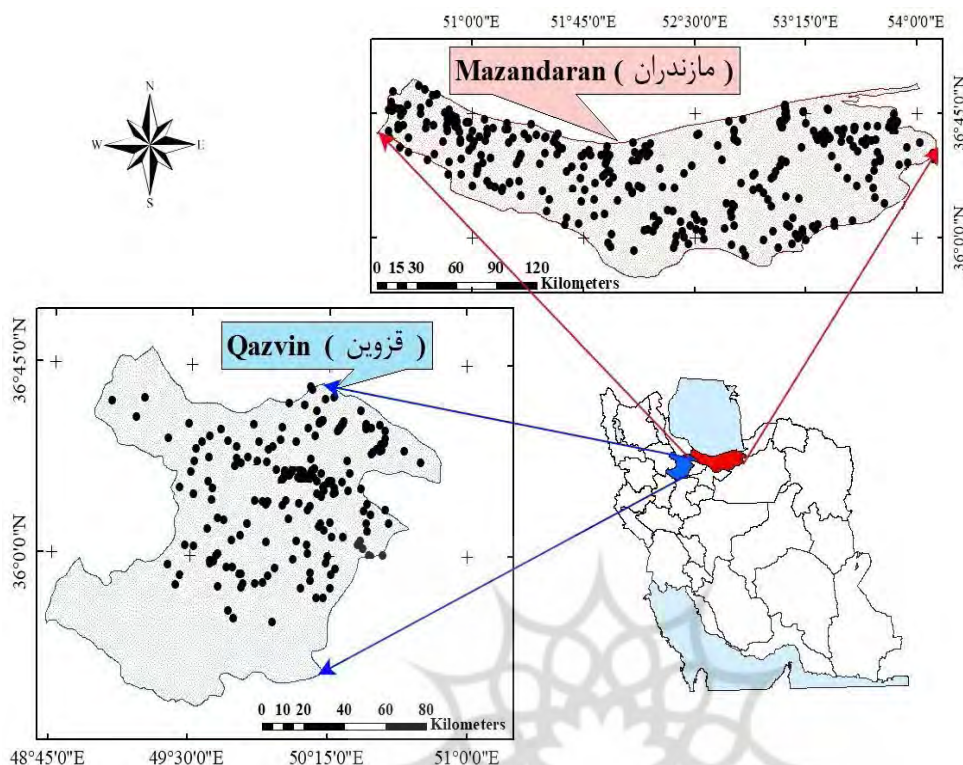 51°0'0"E 51°45'0"E 52°30'0"E 53°15'0"E 54°0'0"E
Mazandaran ( مازندران )
N
W E
S
36°45'0"N
36°0'0"N
0 15 30 60 90 120
Kilometers
Qazvin ( قزوین )
36°45'0"N
36°0'0"N
0 10 20 40 60 80
Kilometers
48°45'0"E 49°30'0"E 50°15'0"E 51°0'0"E